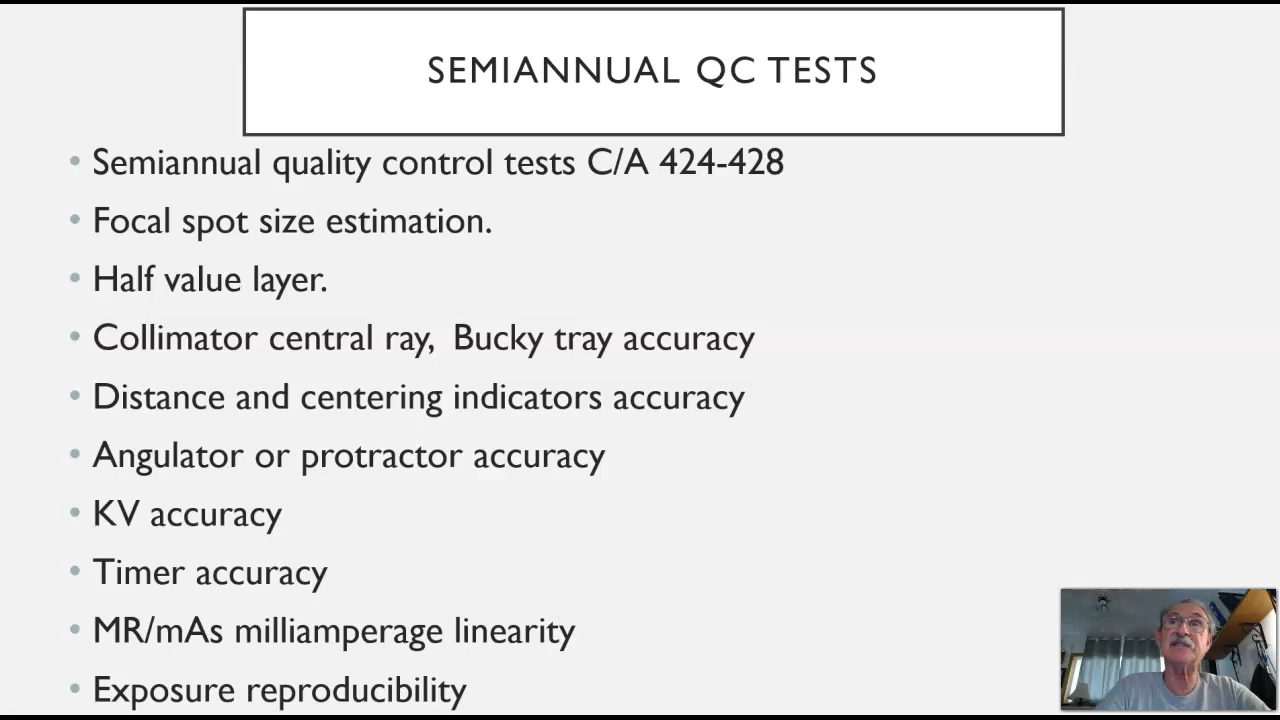 SEMIANNUAL QC TESTS
• Semiannual quality control tests C/A 424-428
• Focal spot size estimation.
• Half value layer.
• Collimator central ray, Bucky tray accuracy
• Distance and centering indicators accuracy
• Angulator or protractor accuracy
• KV accuracy
• Timer accuracy
• MR/mAs milliamperage linearity
• Exposure reproducibility